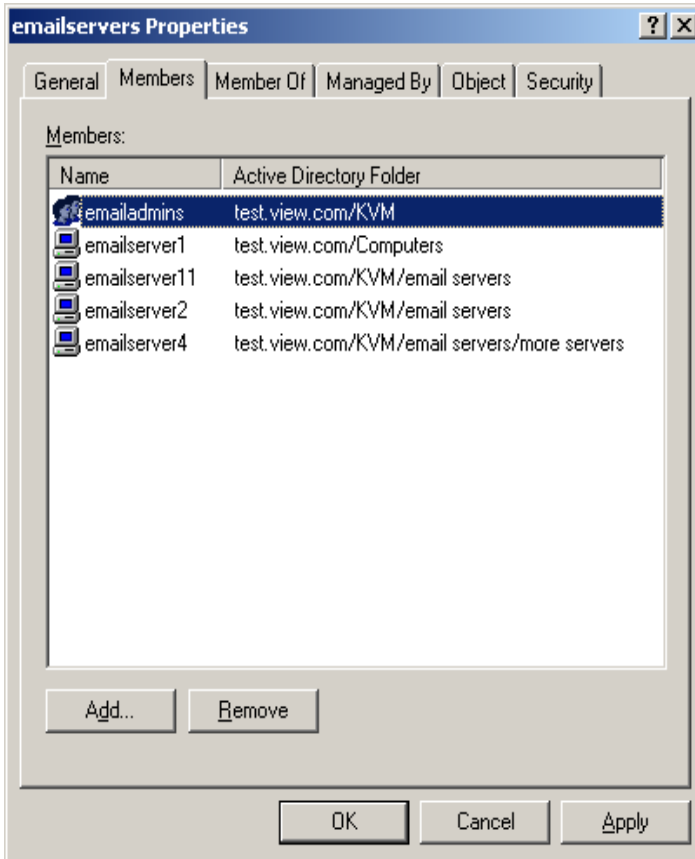 emailservers Properties ? X
General Members Member Of Managed By Object Security
Members:
Name Active Directory Folder
emailadmins test.view.com/KVM
emailserver1 test.view.com/Computers
emailserver11 test.view.com/KVM/email servers
emailserver2 test.view.com/KVM/email servers
emailserver4 test.view.com/KVM/email servers/more servers
Add... Remove
OK Cancel Apply